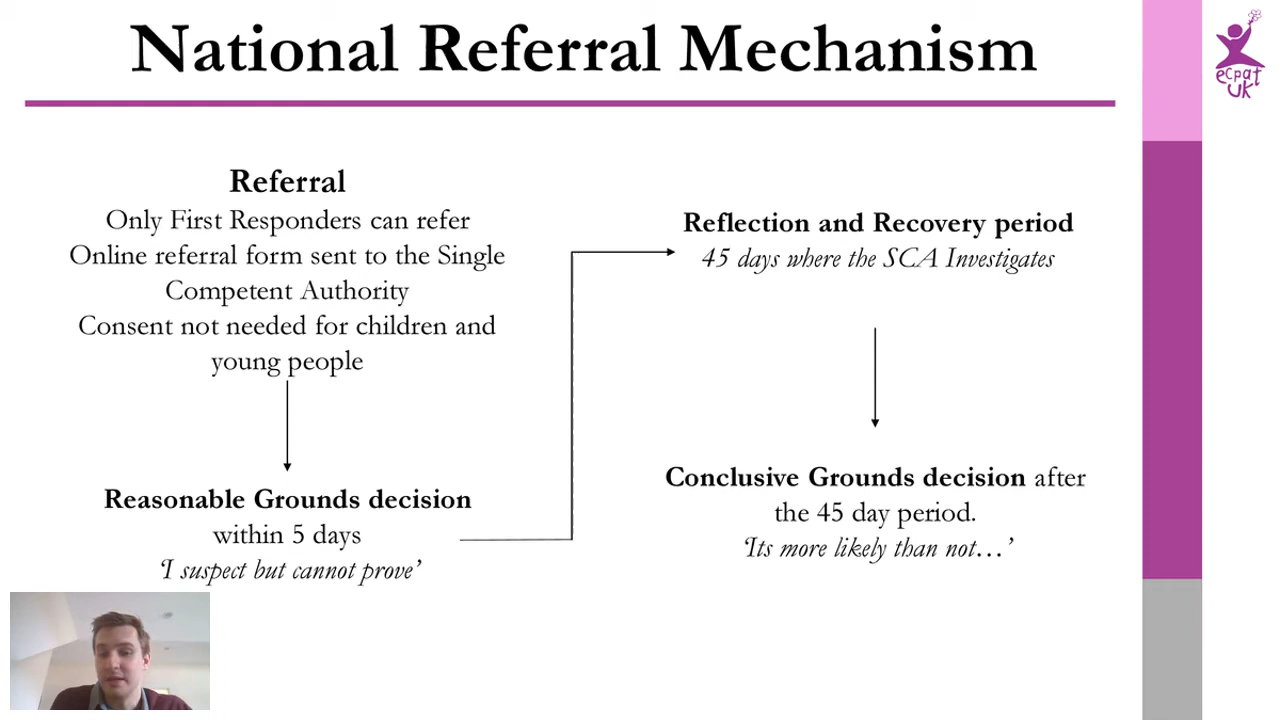 National Referral Mechanism
ecpat
UK
Referral
Only First Responders can refer
Online referral form sent to the Single
Competent Authority
Consent not needed for children and
young people
Reasonable Grounds decision
within 5 days
‘I suspect but cannot prove’
Reflection and Recovery period
45 days where the SCA Investigates
Conclusive Grounds decision after
the 45 day period.
‘Its more likely than not…’